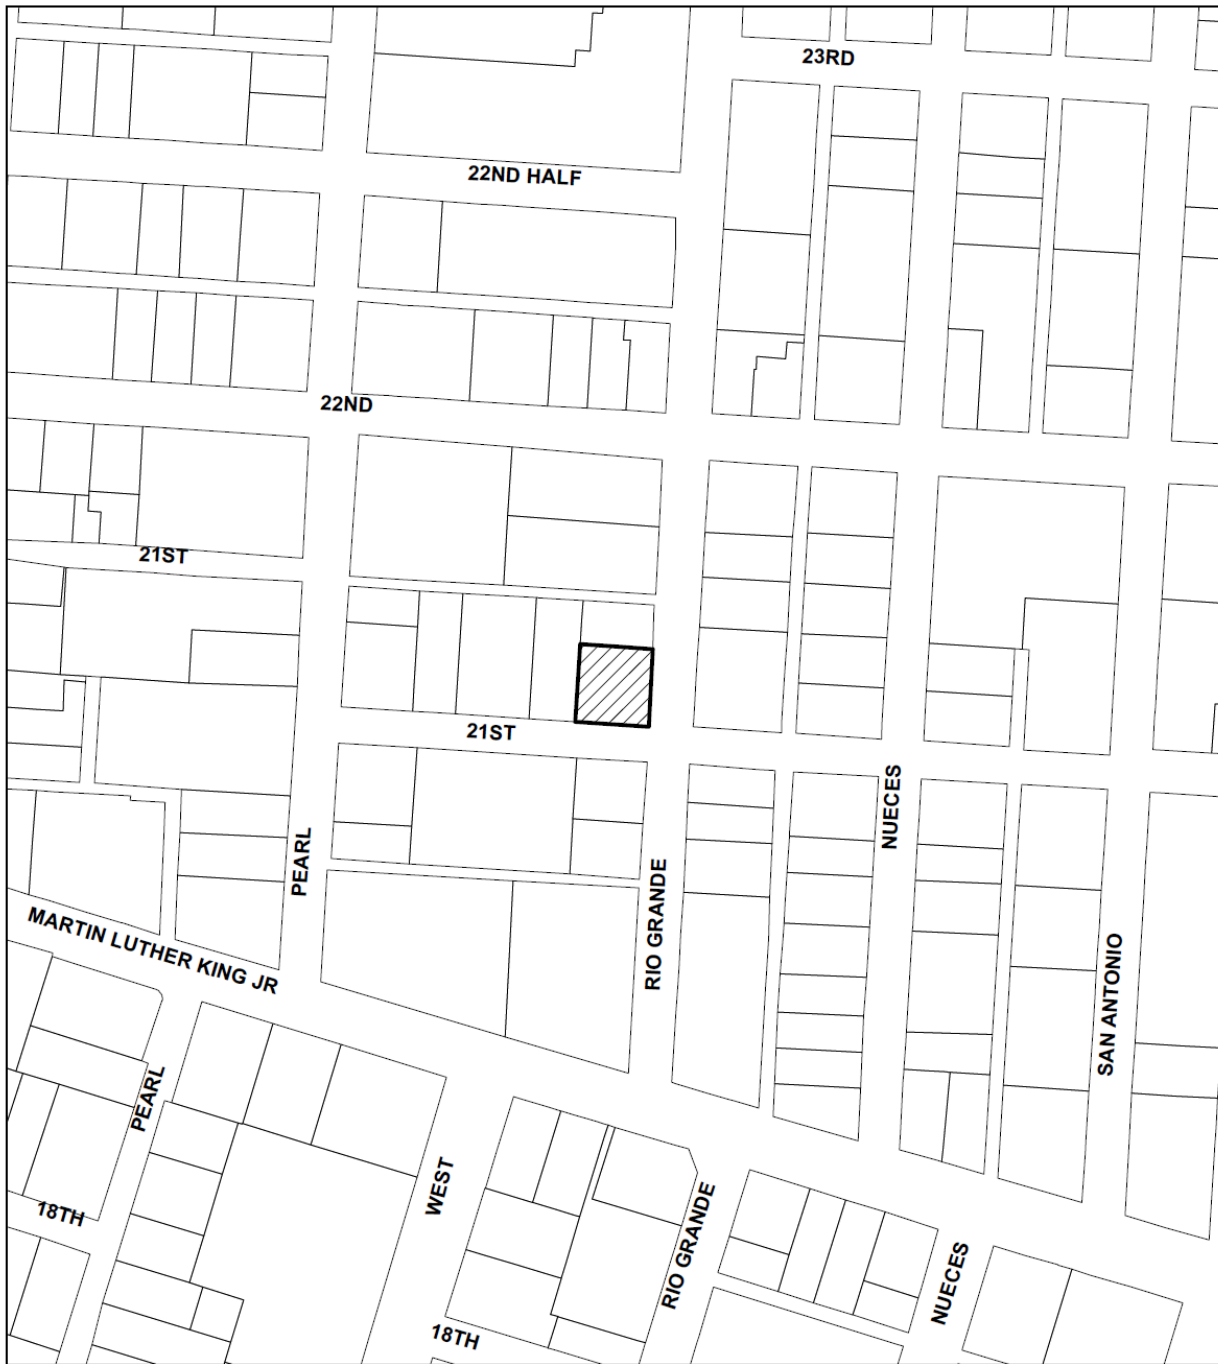 23RD
22ND HALF
22ND
21ST
21ST
NUECES
PEARL
RIO GRANDE
MARTIN LUTHER KING JR
SAN ANTONIO
PEARL
WEST
RIO GRANDE
18TH
NUECES
18TH